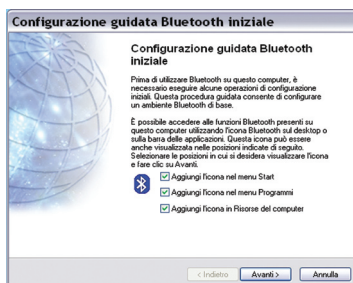 Configurazione guidata Bluetooth iniziale
Configurazione guidata Bluetooth
iniziale
Prima di utilizzare Bluetooth su questo computer, è
necessario eseguire alcune operazioni di configurazione
iniziali. Questa procedura guidata consente di configurare
un ambiente Bluetooth di base.
È possibile accedere alle funzioni Bluetooth presenti su
questo computer utilizzando l'icona Bluetooth sul desktop o
sulla barra delle applicazioni. Questa icona può essere
anche visualizzata nelle posizioni indicate di seguito.
Selezionare le posizioni in cui si desidera visualizzare l'icona
e fare clic su Avanti.
Aggiungi l'icona nel menu Start
Aggiungi l'icona nel menu Programmi
Aggiungi l'icona in Risorse del computer
< Indietro Avanti > Annulla